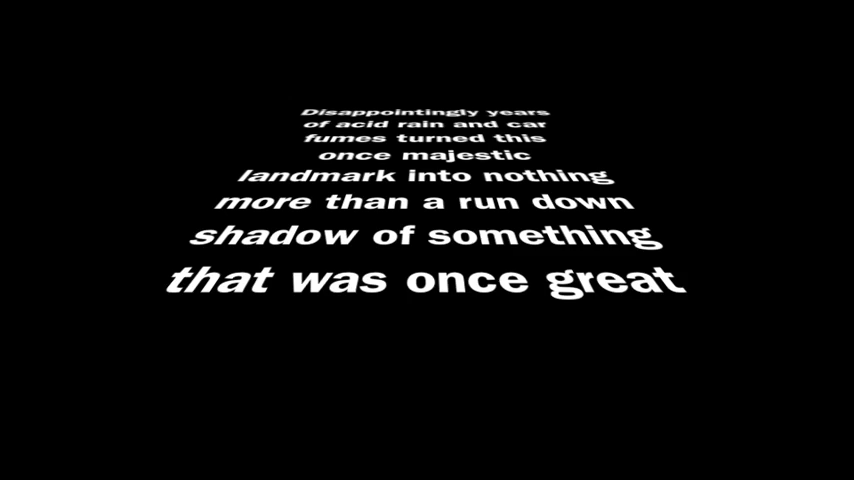 Disappointingly years
of acid rain and car
fumes turned this
once majestic
landmark into nothing
more than a run down
shadow of something
that was once great